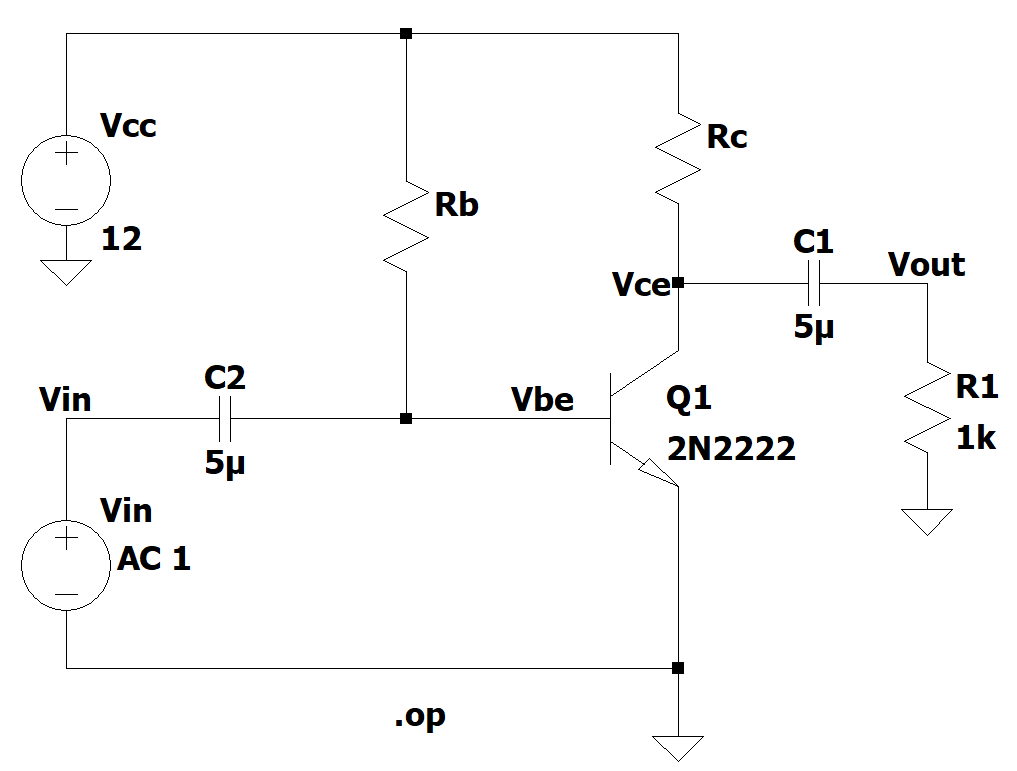 Vcc
Rc
Rb
12
C1
Vout
Vce
5µ
C2
Vin
Vbe
Q1
R1
5µ
2N2222
1k
Vin
AC 1
.op